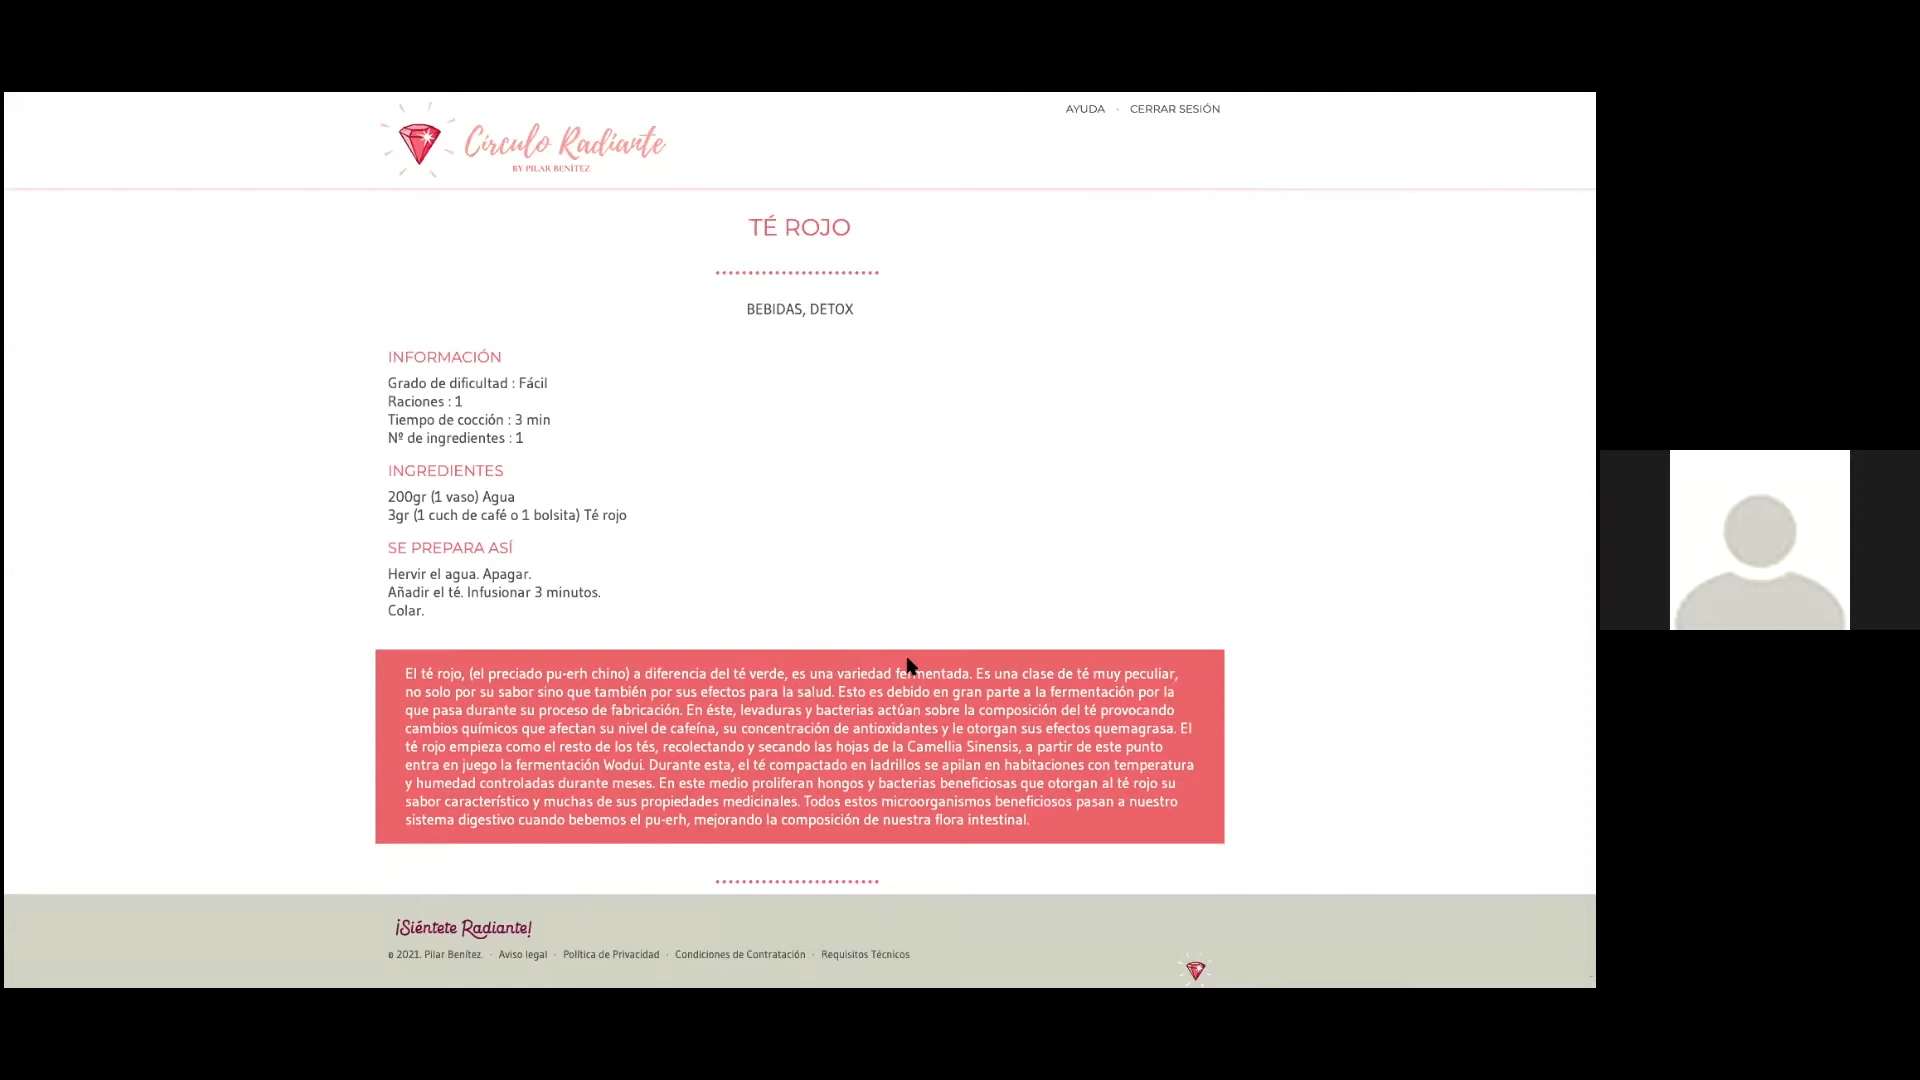 AYUDA · CERRAR SESIÓN
Círculo Radiante
BY PILAR BENÍTEZ
TÉ ROJO
BEBIDAS, DETOX
INFORMACIÓN
Grado de dificultad : Fácil
Raciones : 1
Tiempo de cocción : 3 min
Nº de ingredientes : 1
INGREDIENTES
200gr (1 vaso) Agua
3gr (1 cuch de café o 1 bolsita) Té rojo
SE PREPARA ASÍ
Hervir el agua. Apagar.
Añadir el té. Infusionar 3 minutos.
Colar.
El té rojo, (el preciado pu-erh chino) a diferencia del té verde, es una variedad fermentada. Es una clase de té muy peculiar,
no solo por su sabor sino que también por sus efectos para la salud. Esto es debido en gran parte a la fermentación por la
que pasa durante su proceso de fabricación. En éste, levaduras y bacterias actúan sobre la composición del té provocando
cambios químicos que afectan su nivel de cafeína, su concentración de antioxidantes y le otorgan sus efectos quemagrasa. El
té rojo empieza como el resto de los tés, recolectando y secando las hojas de la Camellia Sinensis, a partir de este punto
entra en juego la fermentación Wodui. Durante esta, el té compactado en ladrillos se apilan en habitaciones con temperatura
y humedad controladas durante meses. En este medio proliferan hongos y bacterias beneficiosas que otorgan al té rojo su
sabor característico y muchas de sus propiedades medicinales. Todos estos microorganismos beneficiosos pasan a nuestro
sistema digestivo cuando bebemos el pu-erh, mejorando la composición de nuestra flora intestinal.
¡Siéntete Radiante!
© 2021. Pilar Benítez. · Aviso legal · Política de Privacidad · Condiciones de Contratación · Requisitos Técnicos